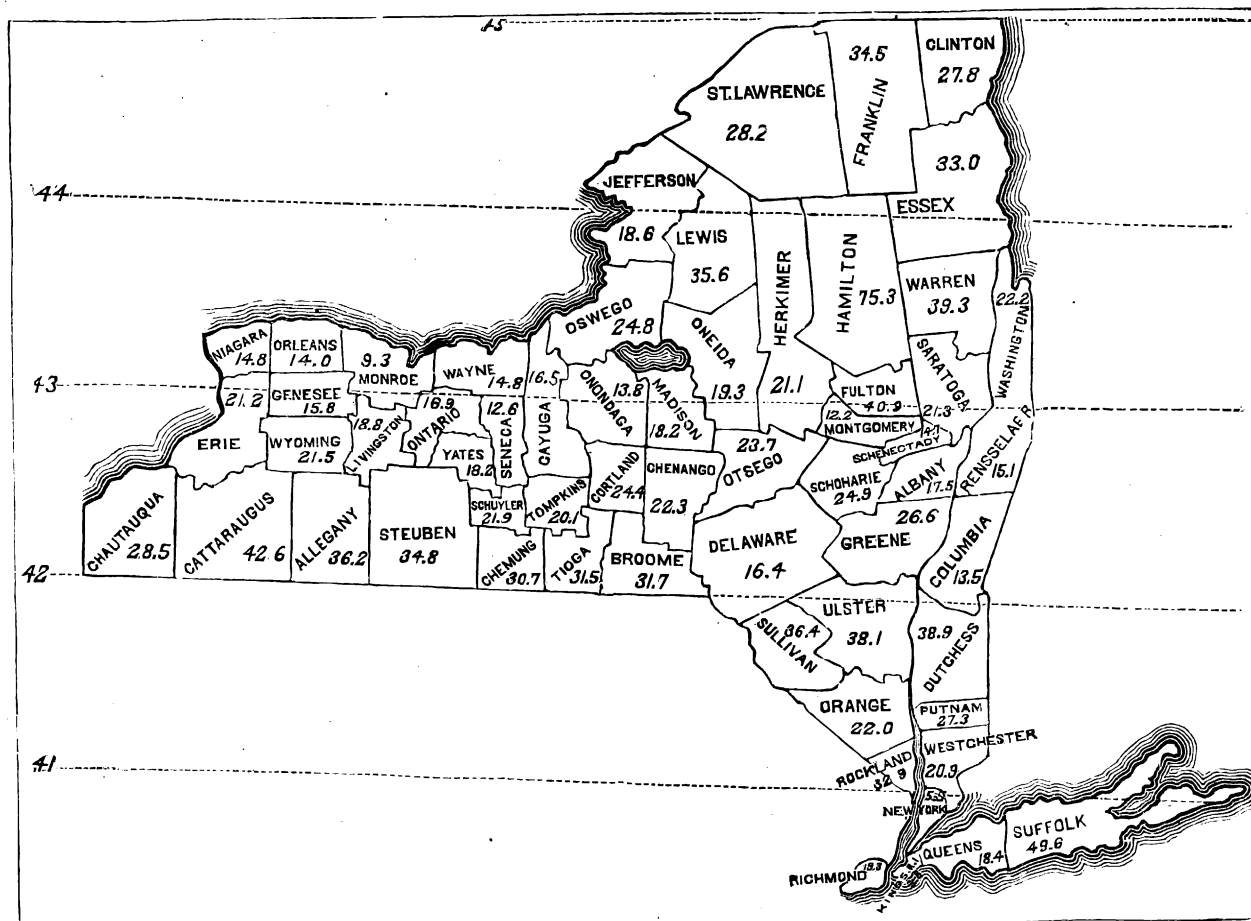 45
34.5
CLINTON
27.8
ST. LAWRENCE
28.2
FRANKLIN
33.0
ESSEX
44
JEFFERSON
18.6
LEWIS
35.6
HERKIMER
21.1
HAMILTON
75.3
WARREN
39.3
22.2
WASHINGTON
OSWEGO
24.8
ONEIDA
19.3
SARATOGA
21.3
NIAGARA
14.8
ORLEANS
14.0
9.3
MONROE
WAYNE
14.8
16.5
CAYUGA
13.8
ONONDAGA
MADISON
18.2
FULTON
40.9
12.2
MONTGOMERY
SCHENECTADY
43
21.2
ERIE
GENESEE
15.8
WYOMING
21.5
18.8
LIVINGSTON
16.9
ONTARIO
12.6
SENECA
YATES
18.2
23.7
OTSEGO
SCHOHARIE
24.9
ALBANY
17.5
RENSSELAER
15.1
CORTLAND
24.4
CHENANGO
22.3
SCHUYLER
21.9
TOMPKINS
20.1
CHAUTAUQUA
28.5
CATTARAUGUS
42.6
ALLEGANY
36.2
STEUBEN
34.8
CHEMUNG
30.7
TIOGA
31.5
BROOME
31.7
DELAWARE
16.4
26.6
GREENE
COLUMBIA
13.5
42
ULSTER
38.1
36.4
SULLIVAN
38.9
DUTCHESS
ORANGE
22.0
PUTNAM
27.3
41
ROCKLAND
32.9
WESTCHESTER
20.9
NEW YORK
SUFFOLK
49.6
QUEENS
18.4
RICHMOND
KINGS